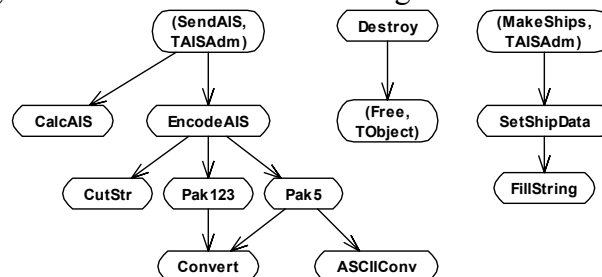 (SendAIS,
TAISAdm)
Destroy
(MakeShips,
TAISAdm)
CalcAIS
EncodeAIS
(Free,
TObject)
SetShipData
CutStr
Pak123
Pak5
FillString
Convert
ASCIIConv